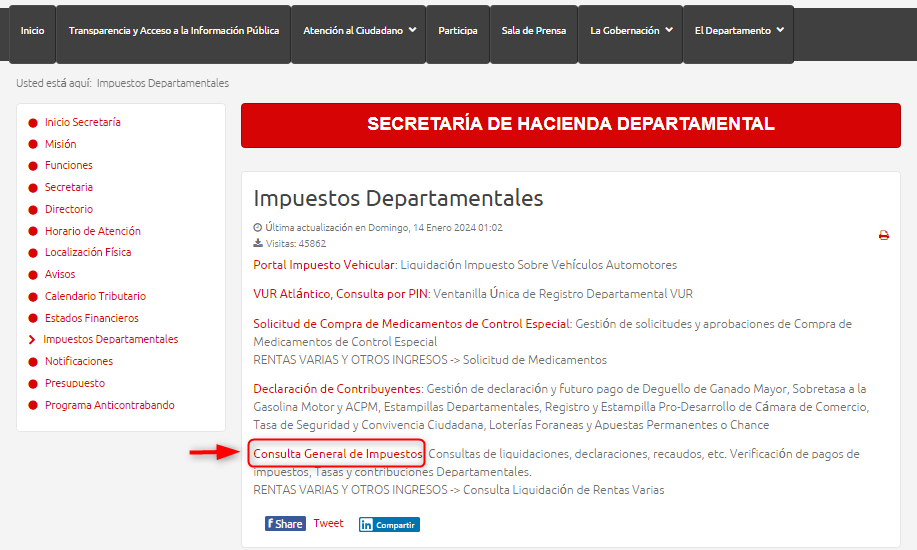 Inicio
Transparencia y Acceso a la Información Pública
Atención al Ciudadano
Participa
Sala de Prensa
La Gobernación
El Departamento
Usted está aquí: Impuestos Departamentales
Inicio Secretaría
Misión
Funciones
Secretaria
Directorio
Horario de Atención
Localización Física
Avisos
Calendario Tributario
Estados Financieros
Impuestos Departamentales
Notificaciones
Presupuesto
Programa Anticontrabando
SECRETARÍA DE HACIENDA DEPARTAMENTAL
Impuestos Departamentales
Última actualización en Domingo, 14 Enero 2024 01:02
Visitas: 45862
Portal Impuesto Vehicular: Liquidación Impuesto Sobre Vehículos Automotores
VUR Atlántico, Consulta por PIN: Ventanilla Única de Registro Departamental VUR
Solicitud de Compra de Medicamentos de Control Especial: Gestión de solicitudes y aprobaciones de Compra de
Medicamentos de Control Especial
RENTAS VARIAS Y OTROS INGRESOS -> Solicitud de Medicamentos
Declaración de Contribuyentes: Gestión de declaración y futuro pago de Deguello de Ganado Mayor, Sobretasa a la
Gasolina Motor y ACPM, Estampillas Departamentales, Registro y Estampilla Pro-Desarrollo de Cámara de Comercio,
Tasa de Seguridad y Convivencia Ciudadana, Loterías Foraneas y Apuestas Permanentes o Chance
Consulta General de Impuestos: Consultas de liquidaciones, declaraciones, recaudos, etc. Verificación de pagos de
impuestos, Tasas y contribuciones Departamentales.
RENTAS VARIAS Y OTROS INGRESOS -> Consulta Liquidación de Rentas Varias
f Share
Tweet
in Compartir